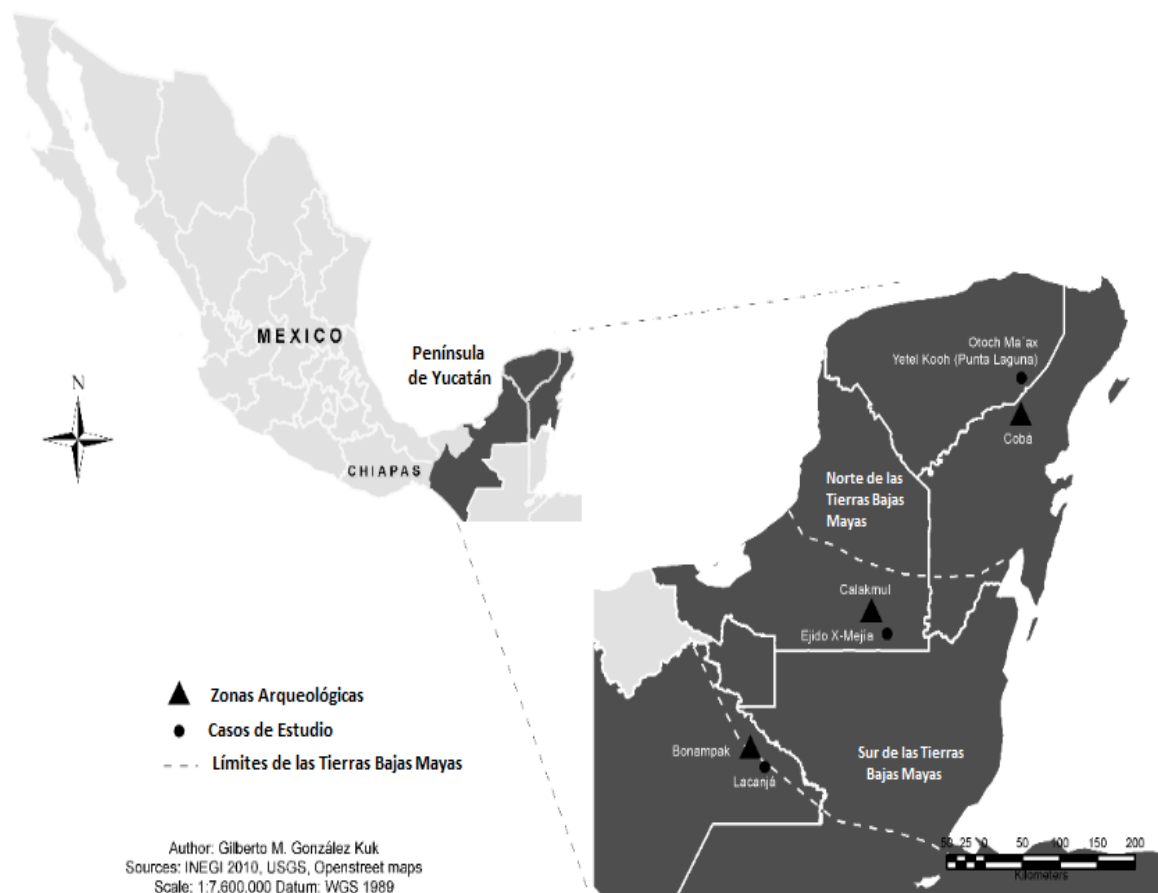 MEXICO
Península
de Yucatán
N
CHIAPAS
Otoch Ma´ax
Yetel Kooh (Punta Laguna)
Cobá
Norte de las
Tierras Bajas
Mayas
Calakmul
Ejido X-Mejía
Bonampak
Lacanjá
Sur de las Tierras
Bajas Mayas
Zonas Arqueológicas
Casos de Estudio
Límites de las Tierras Bajas Mayas
50 25 0 50 100 150 200
Kilometers
Author: Gilberto M. González Kuk
Sources: INEGI 2010, USGS, Openstreet maps
Scale: 1:7,600,000 Datum: WGS 1989